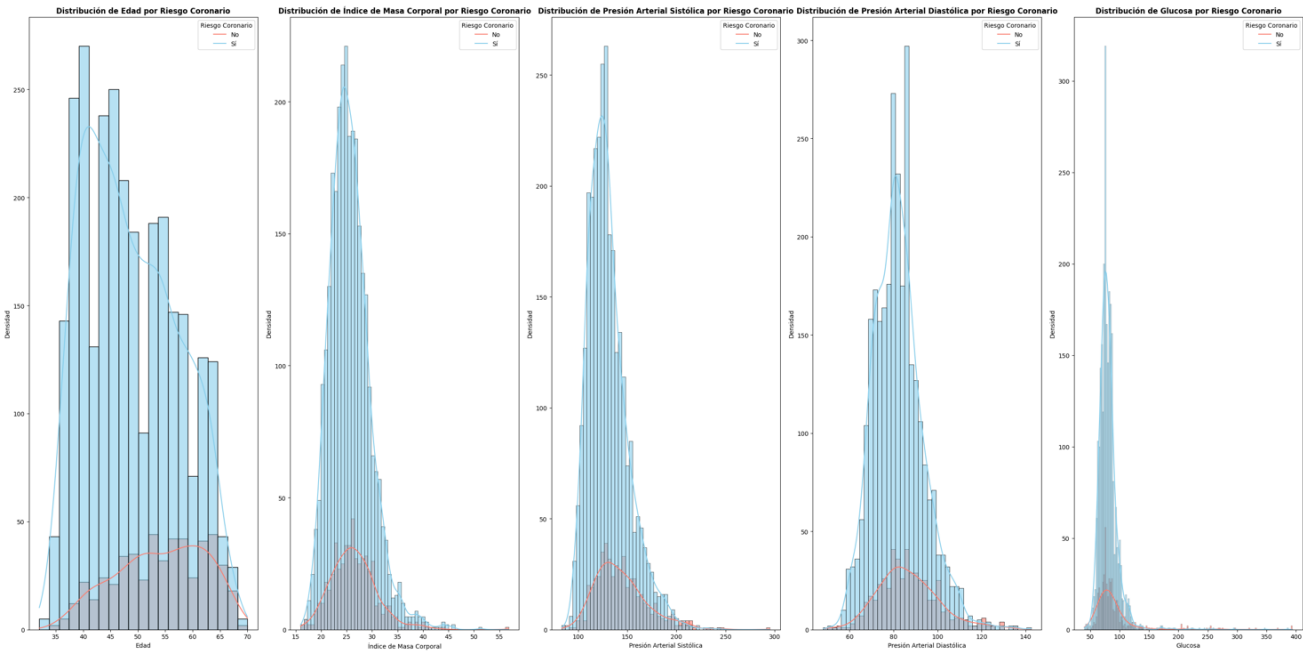 Distribución de Edad por Riesgo Coronario
Riesgo Coronario
No
Sí
Densidad
250
200
150
100
50
0
35 40 45 50 55 60 65 70
Edad
Distribución de Índice de Masa Corporal por Riesgo Coronario
Riesgo Coronario
No
Sí
Densidad
200
150
100
50
0
15 20 25 30 35 40 45 50 55
Índice de Masa Corporal
Distribución de Presión Arterial Sistólica por Riesgo Coronario
Riesgo Coronario
No
Sí
Densidad
250
200
150
100
50
0
100 150 200 250 300
Presión Arterial Sistólica
Distribución de Presión Arterial Diastólica por Riesgo Coronario
Riesgo Coronario
No
Sí
Densidad
300
250
200
150
100
50
0
60 80 100 120 140
Presión Arterial Diastólica
Distribución de Glucosa por Riesgo Coronario
Riesgo Coronario
No
Sí
Densidad
300
250
200
150
100
50
0
50 100 150 200 250 300 350 400
Glucosa